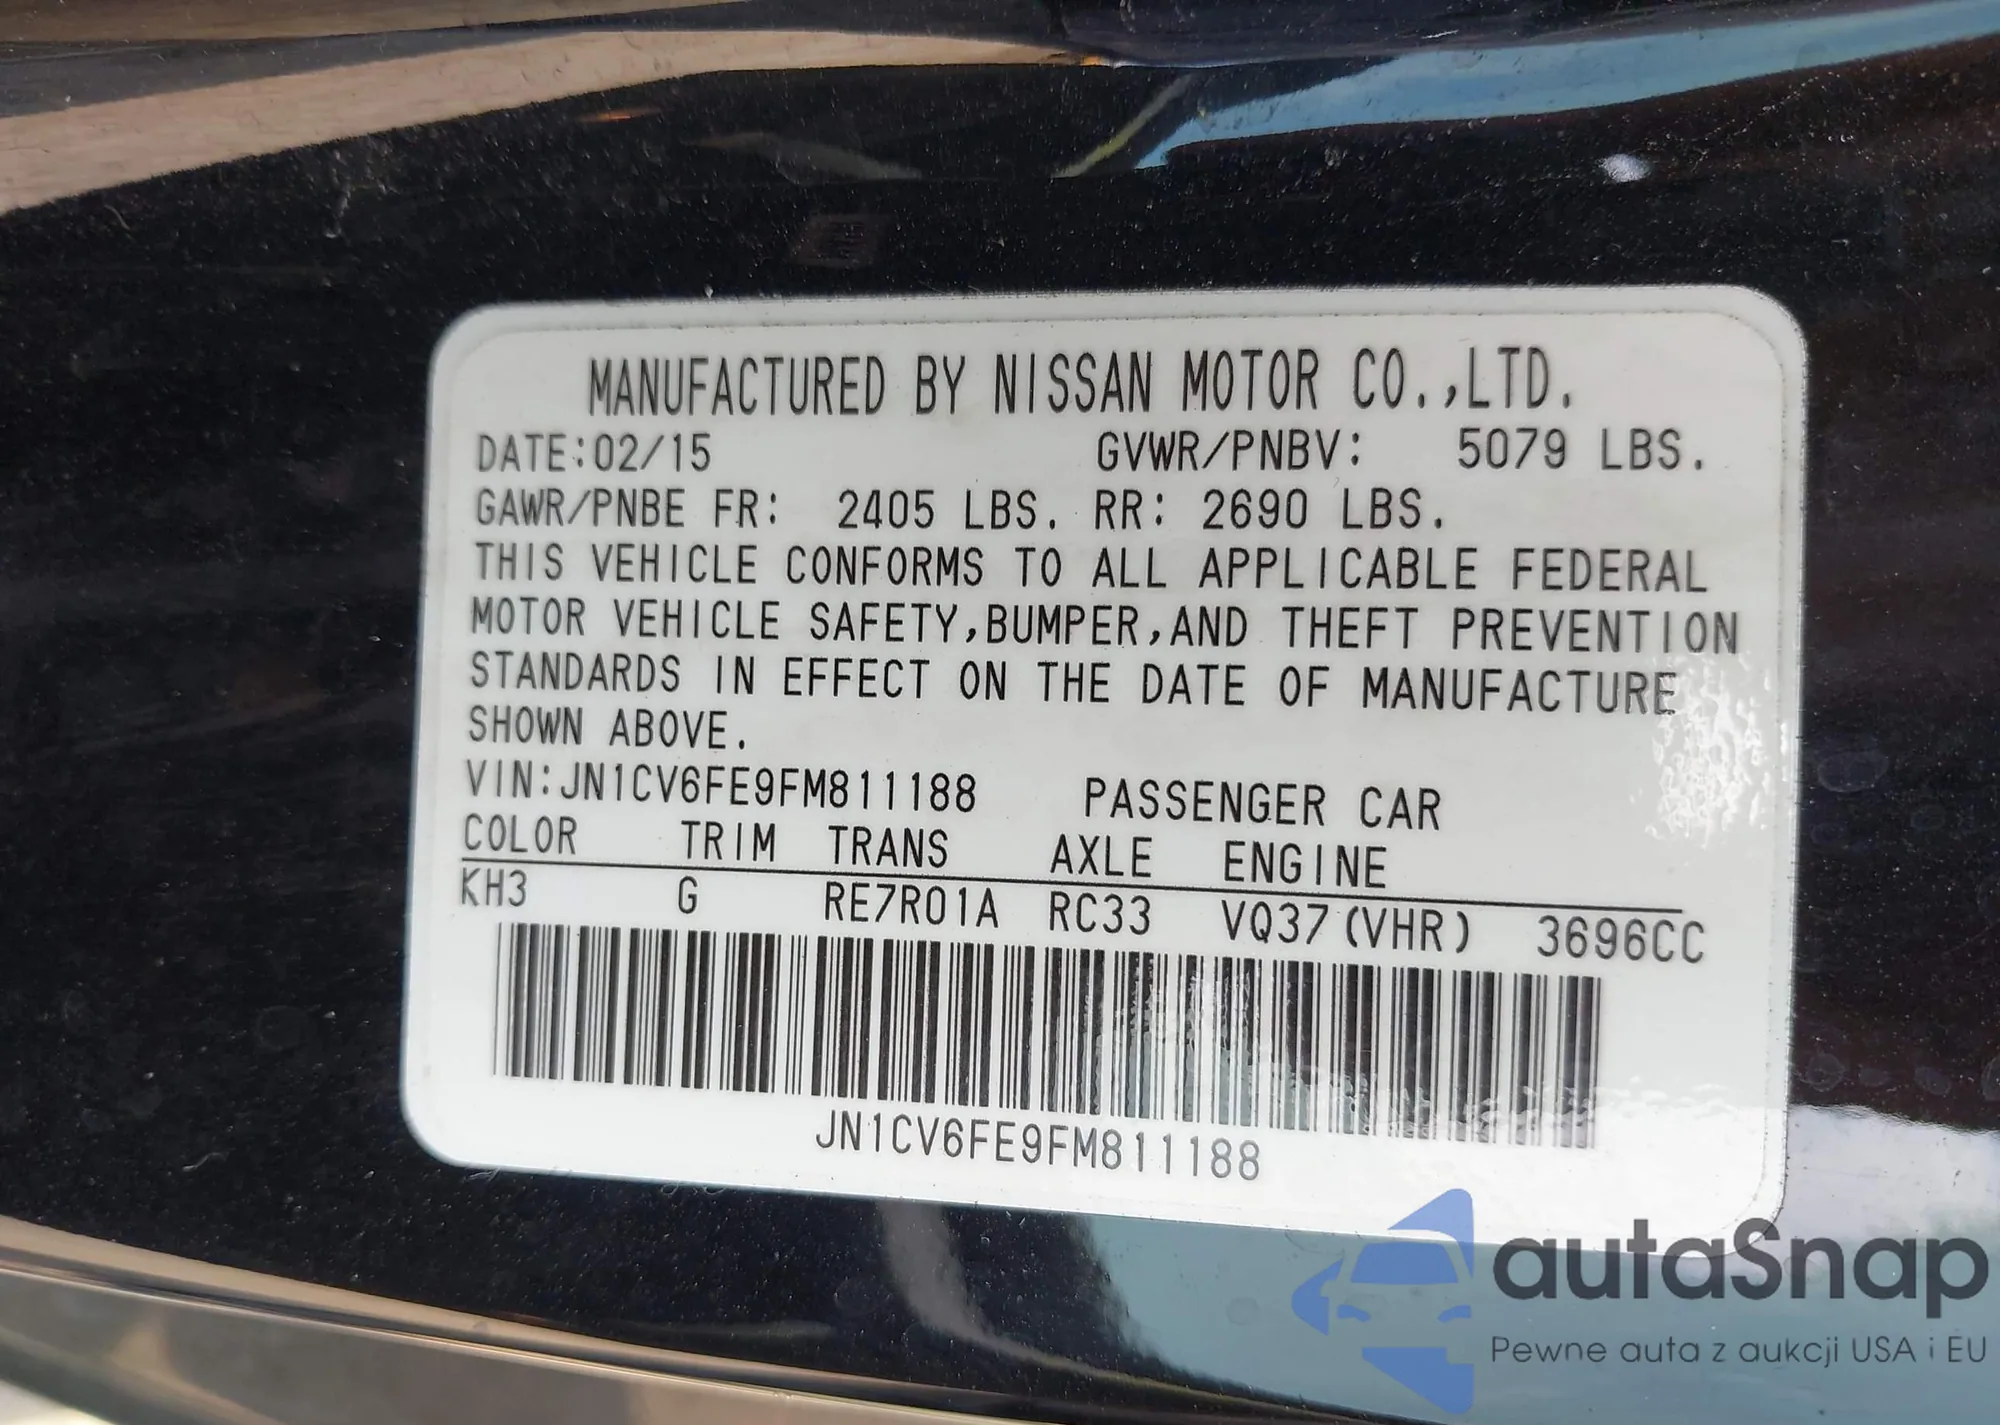 MANUFACTURED BY NISSAN MOTOR CO.,LTD.
DATE:02/15 GVWR/PNBV: 5079 LBS.
GAWR/PNBE FR: 2405 LBS. RR: 2690 LBS.
THIS VEHICLE CONFORMS TO ALL APPLICABLE FEDERAL
MOTOR VEHICLE SAFETY,BUMPER,AND THEFT PREVENTION
STANDARDS IN EFFECT ON THE DATE OF MANUFACTURE
SHOWN ABOVE.
VIN:JN1CV6FE9FM811188 PASSENGER CAR
COLOR TRIM TRANS AXLE ENGINE
KH3 G RE7R01A RC33 VQ37(VHR) 3696CC
JN1CV6FE9FM811188
autaSnap
Pewne auta z aukcji USA i EU